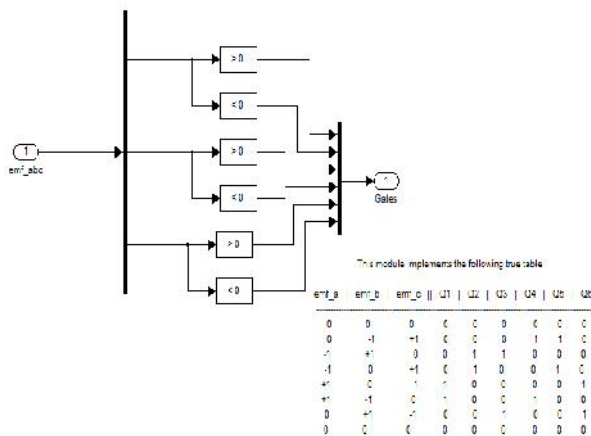 > 0
< 0
> 0
1
emf_abc
< 0
1
Gates
> 0
< 0
This module implements the following true table
emf_a | emf_b | emf_c || Q1 | Q2 | Q3 | Q4 | Q5 | Q6
0 0 0 0 0 0 0 0 0
0 -1 +1 0 0 0 1 1 0
-1 +1 0 0 1 1 0 0 0
-1 0 +1 0 1 0 0 1 0
+1 0 -1 1 0 0 0 0 1
+1 -1 0 1 0 0 1 0 0
0 +1 -1 0 0 1 0 0 1
0 0 0 0 0 0 0 0 0